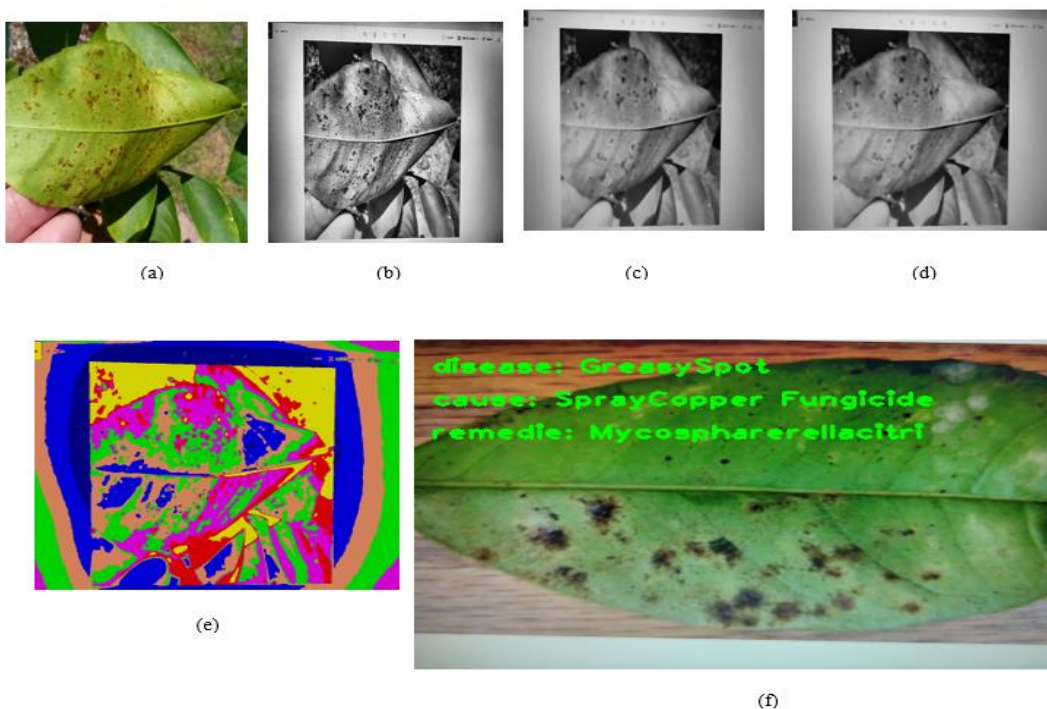 (a)
(b)
(c)
(d)
(e)
disease: GreasySpot
cause: SprayCopper Fungicide
remedie: Mycospharerellacitri
(f)